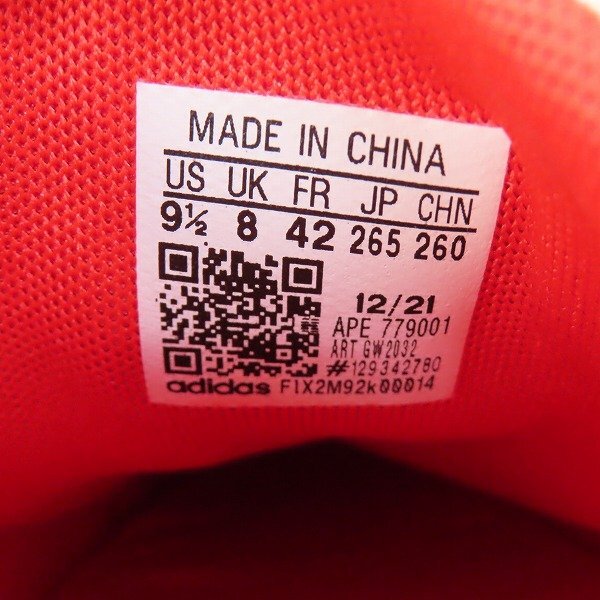 MADE IN CHINA
US UK FR JP CHN
9½ 8 42 265 260
12/21
APE 779001
ART GW2032
#129342780
adidas F1X2M92k00014